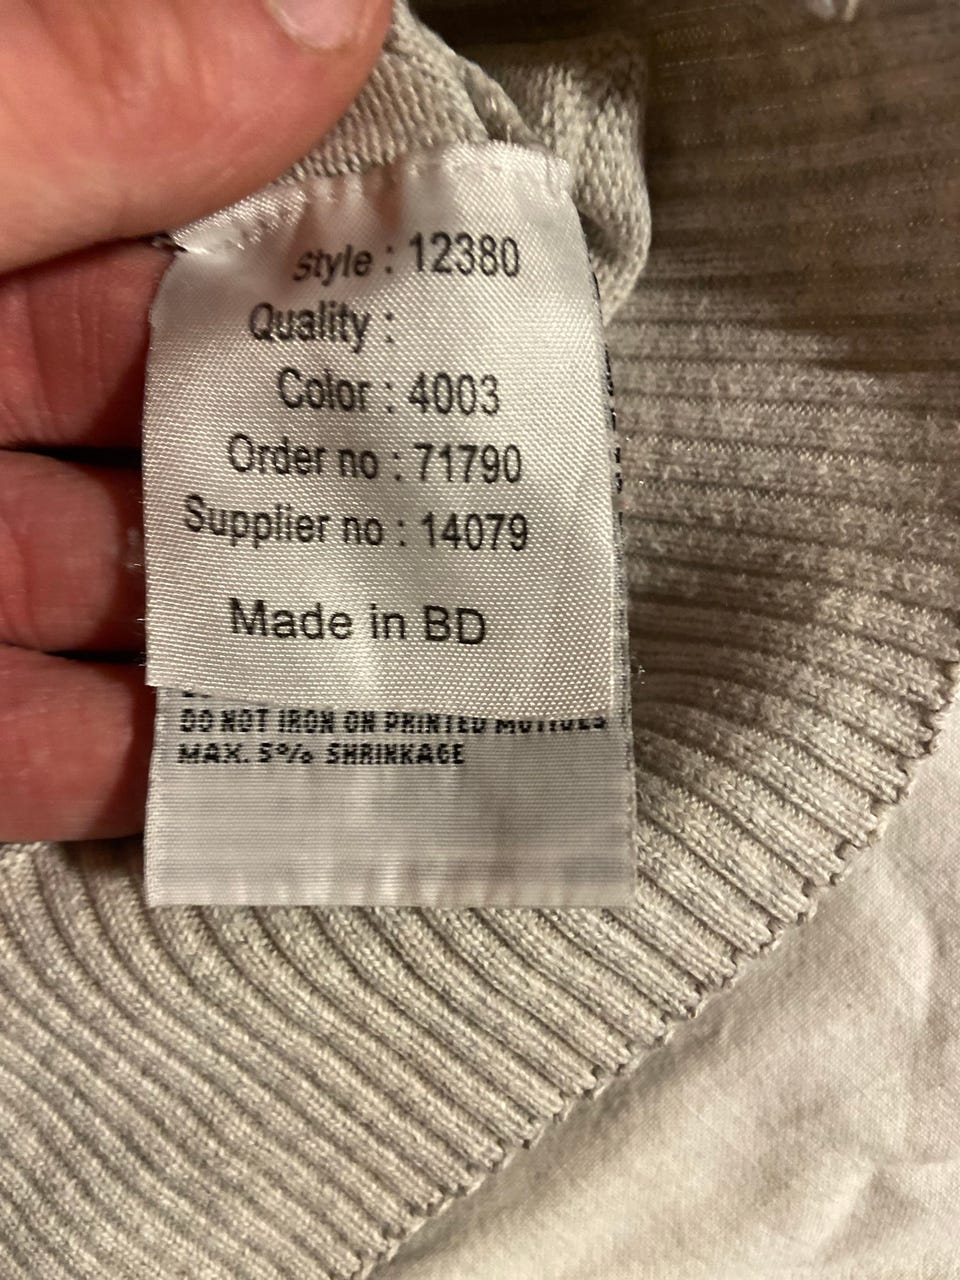 Style : 12380
Quality :
Color : 4003
Order no : 71790
Supplier no : 14079
Made in BD
DO NOT IRON ON PRINTED
MAX. 5% SHRINKAGE